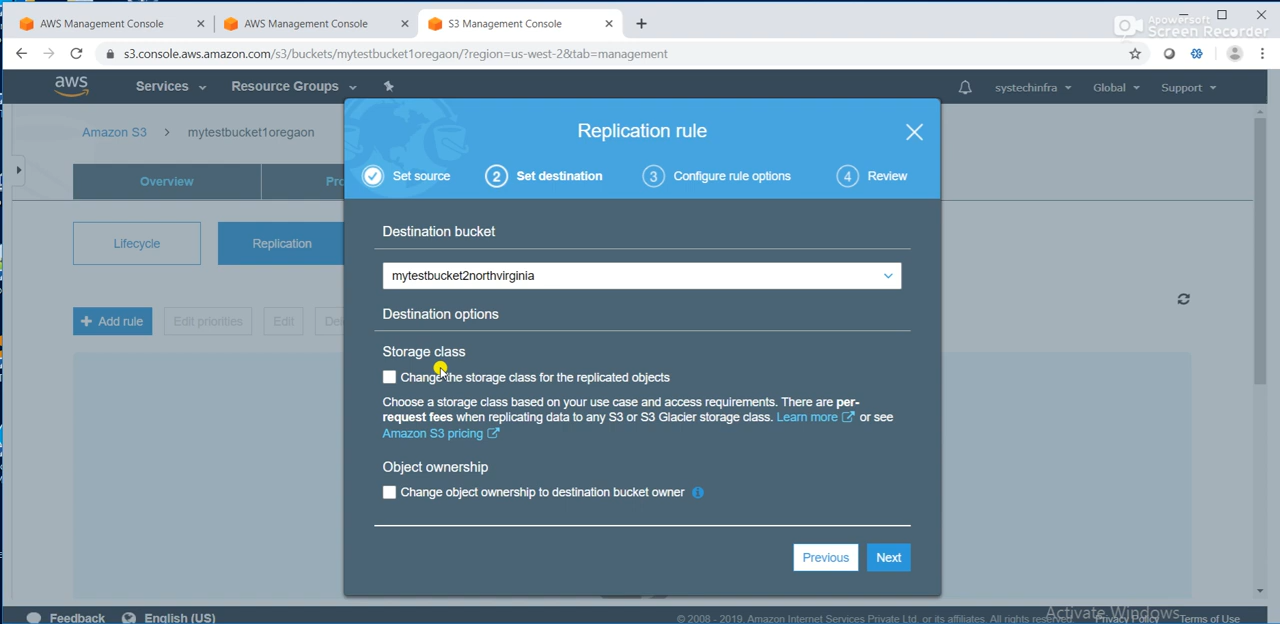 AWS Management Console
AWS Management Console
S3 Management Console
Apowersoft
Screen Recorder
s3.console.aws.amazon.com/s3/buckets/mytestbucket1oregaon/?region=us-west-2&tab=management
aws
Services
Resource Groups
systechinfra
Global
Support
Amazon S3 > mytestbucket1oregaon
Replication rule
Set source
2 Set destination
3 Configure rule options
4 Review
Overview
Lifecycle
Replication
+ Add rule
Edit priorities
Edit
Destination bucket
mytestbucket2northvirginia
Destination options
Storage class
Change the storage class for the replicated objects
Choose a storage class based on your use case and access requirements. There are per-
request fees when replicating data to any S3 or S3 Glacier storage class. Learn more or see
Amazon S3 pricing
Object ownership
Change object ownership to destination bucket owner
Previous
Next
Activate Windows
Feedback
English (US)
© 2008 - 2019, Amazon Internet Services Private Ltd. or its affiliates. All rights reserved.
Privacy Policy
Terms of Use